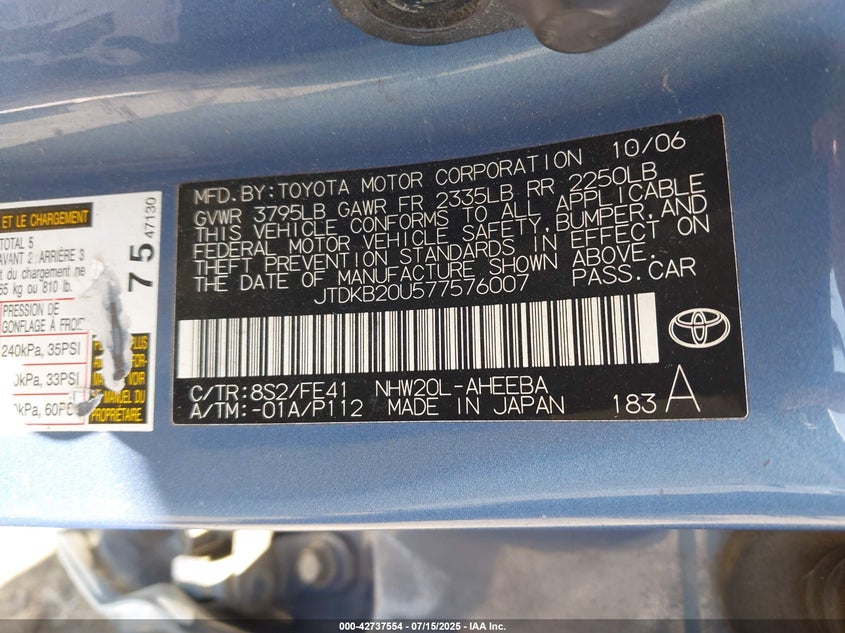 MFD. BY: TOYOTA MOTOR CORPORATION 10/06
GVWR 3795LB GAWR FR 2335LB RR 2250LB
THIS VEHICLE CONFORMS TO ALL APPLICABLE
FEDERAL MOTOR VEHICLE SAFETY, BUMPER, AND
THEFT PREVENTION STANDARDS IN EFFECT ON
THE DATE OF MANUFACTURE SHOWN ABOVE.
JTDKB20U577576007 PASS. CAR
C/TR: 8S2/FE41 NHW20L-AHEEBA
A/TM: -01A/P112 MADE IN JAPAN 183 A
ET LE CHARGEMENT
TOTAL 5
AVANT 2 : ARRIÈRE 3
du chargement ne
65 kg ou 810 lb.
PRESSION DE
GONFLAGE À FROID
240kPa, 35PSI
kPa, 33PSI
kPa, 60PS
MANUEL DU
PROPRIÉTAIRE
75
47130
000-42737554 / 07/15/2025 - IAA Inc.